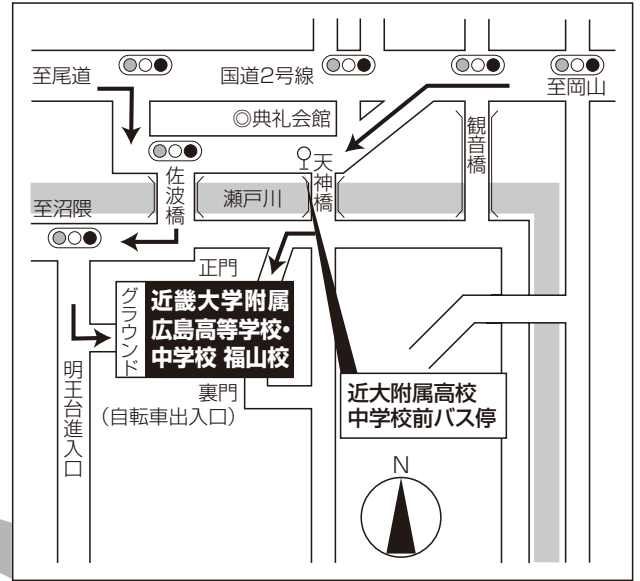 至尾道
国道2号線
至岡山
◎典礼会館
天神橋
観音橋
佐波橋
瀬戸川
至沼隈
正門
グラウンド
近畿大学附属
広島高等学校・
中学校 福山校
裏門
(自転車出入口)
明王台進入口
近大附属高校
中学校前バス停
N